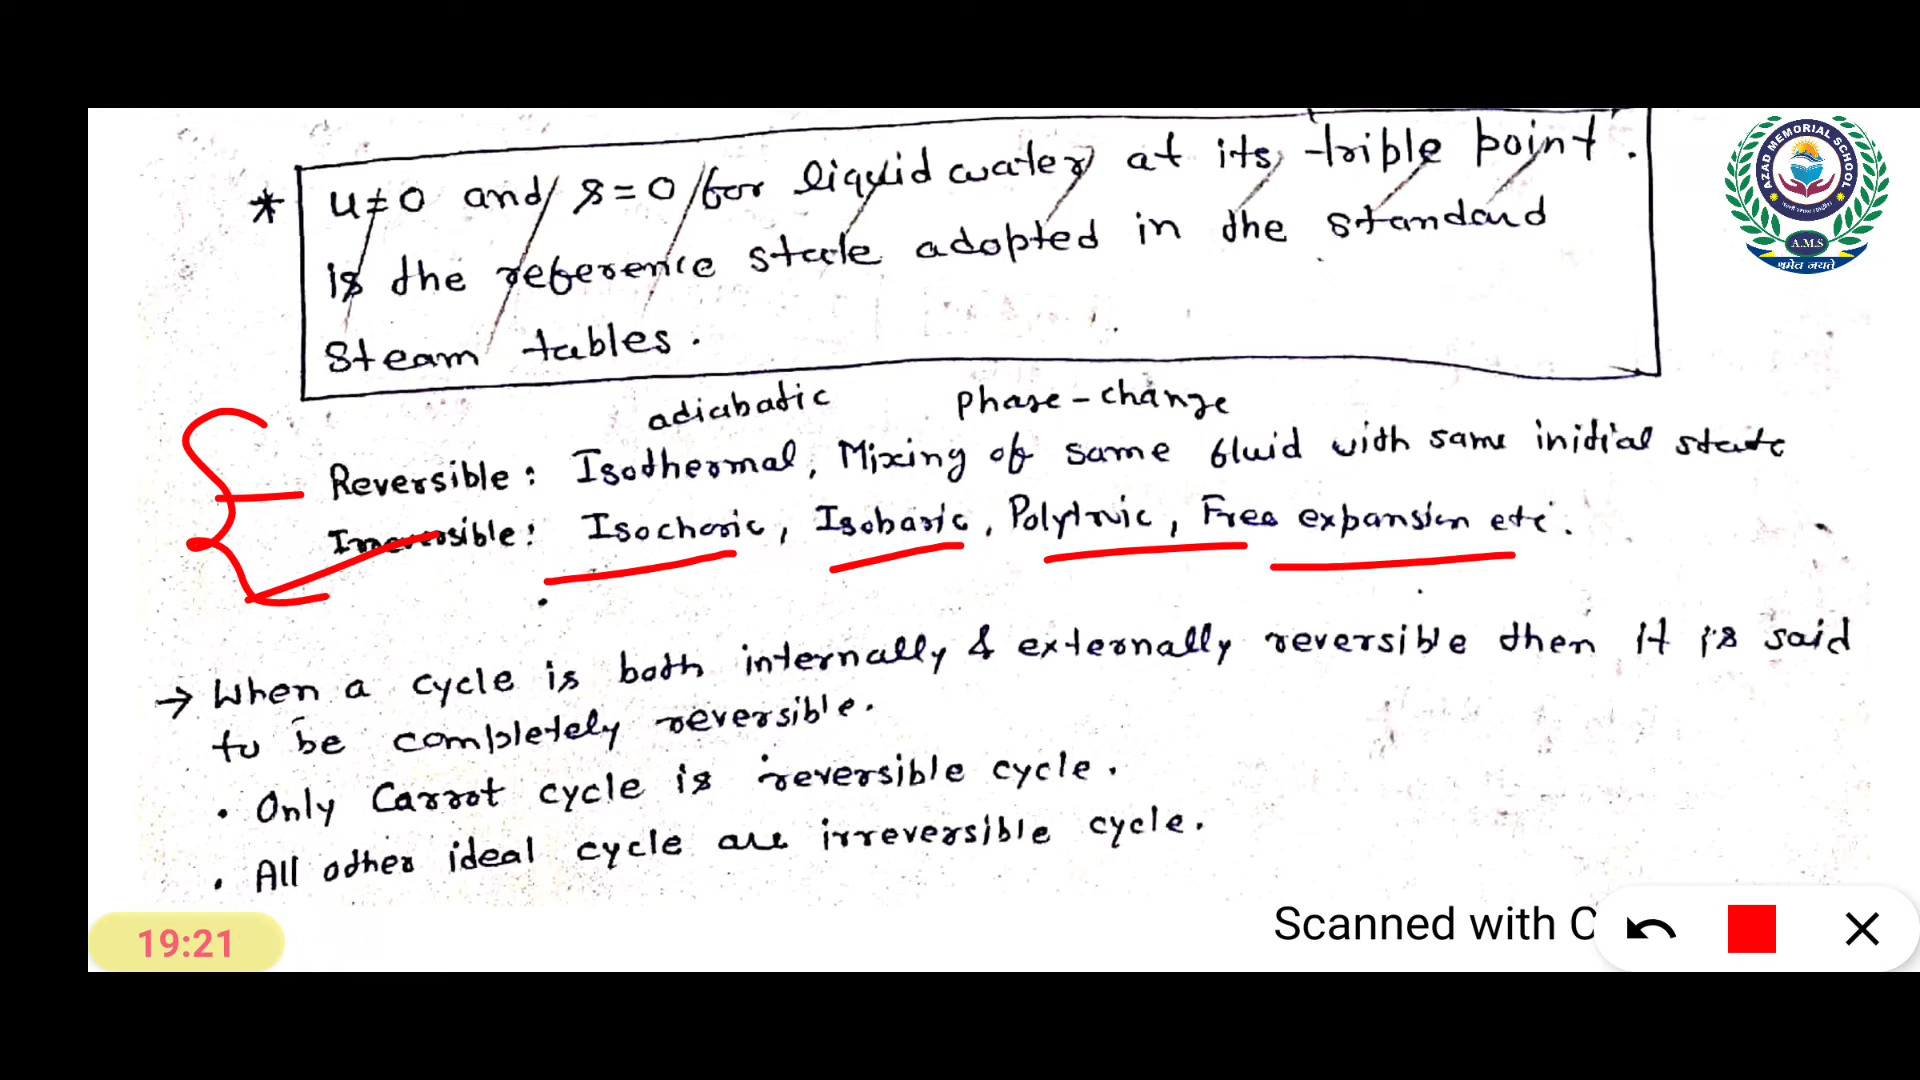 * u=0 and s=0 for liquid water at its trible point.
is the reference state adopted in the standard
Steam tables.
adiabatic phase-change
Reversible: Isothermal, Mixing of same fluid with same initial state
Irreversible: Isochoric, Isobaric, Polytropic, Free expansion etc.
→ When a cycle is both internally & externally reversible then it is said
to be completely reversible.
• Only Carnot cycle is reversible cycle.
• All other ideal cycle are irreversible cycle.
AZAD MEMORIAL SCHOOL
A.M.S
श्रमेव जयते
19:21
Scanned with C